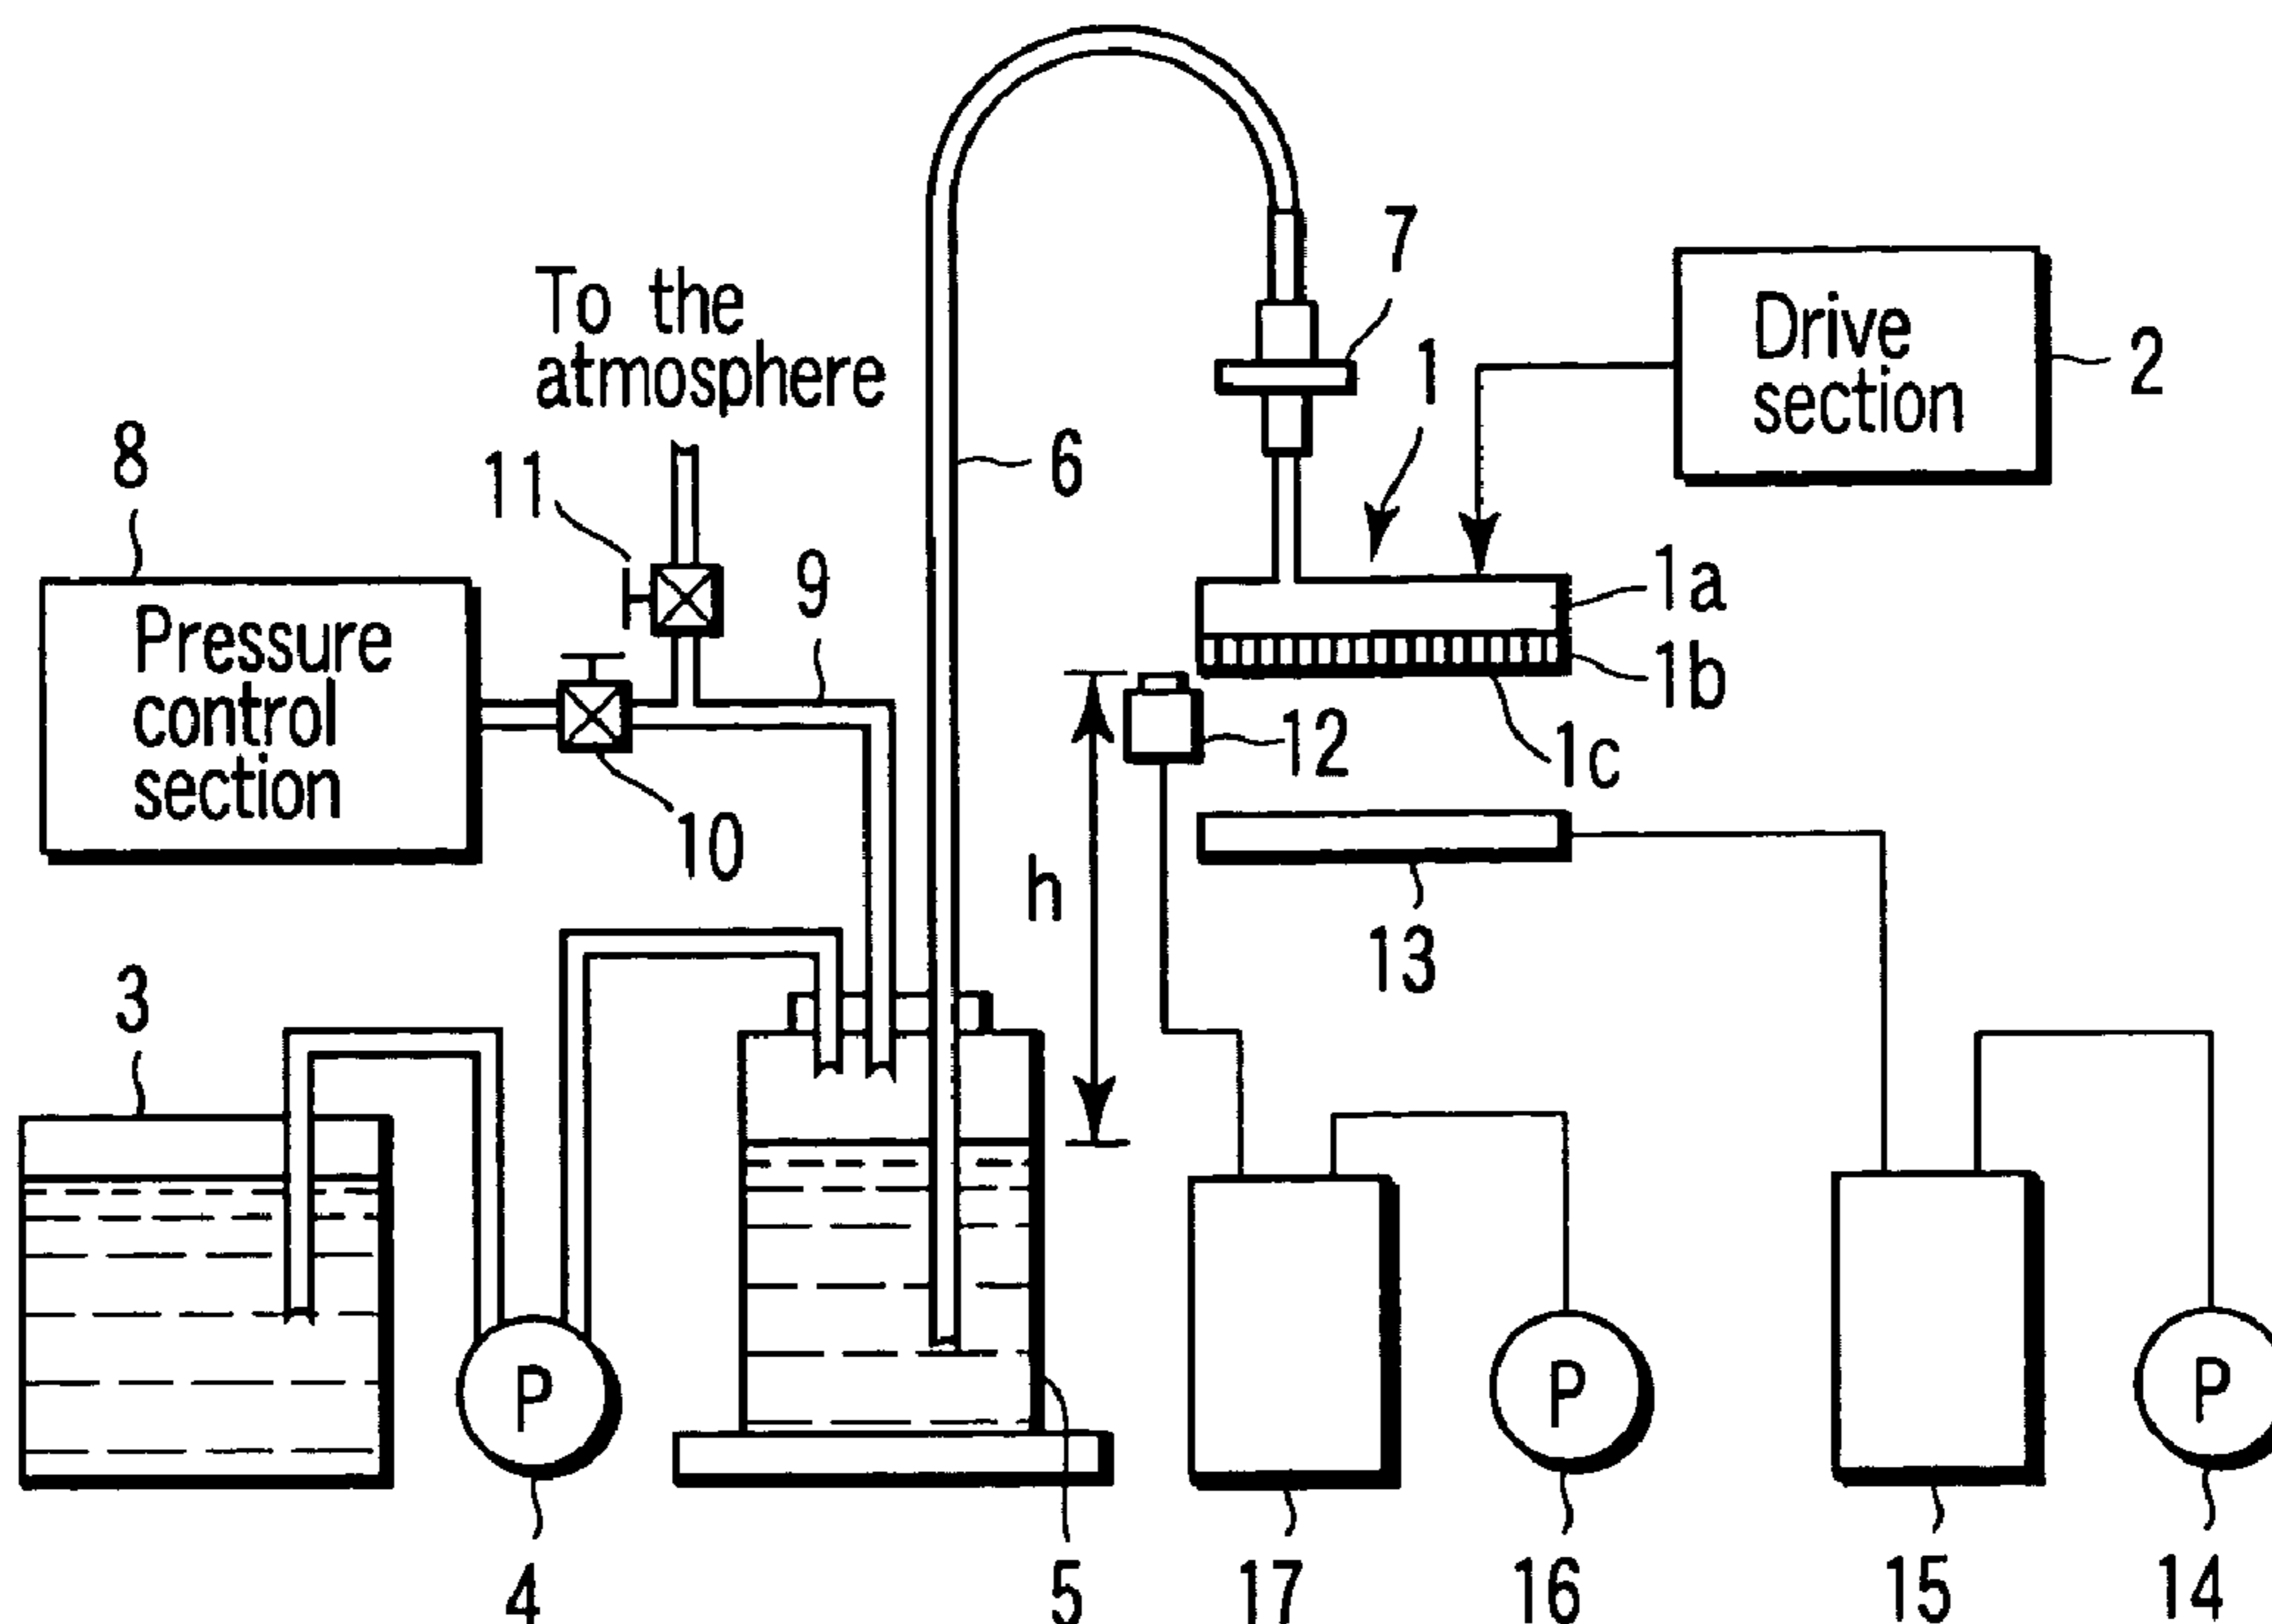 To the
atmosphere
7
1
Drive
section
2
8
11
6
9
1a
Pressure
control
section
1b
12
1c
10
h
13
3
P
P
P
4
5
17
16
15
14